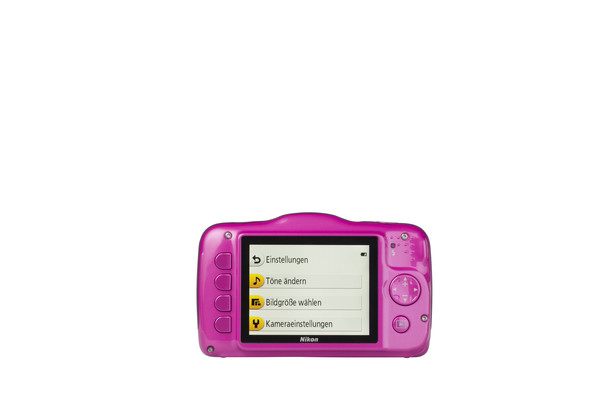 Einstellungen
Töne ändern
Bildgröße wählen
Kameraeinstellungen
Nikon